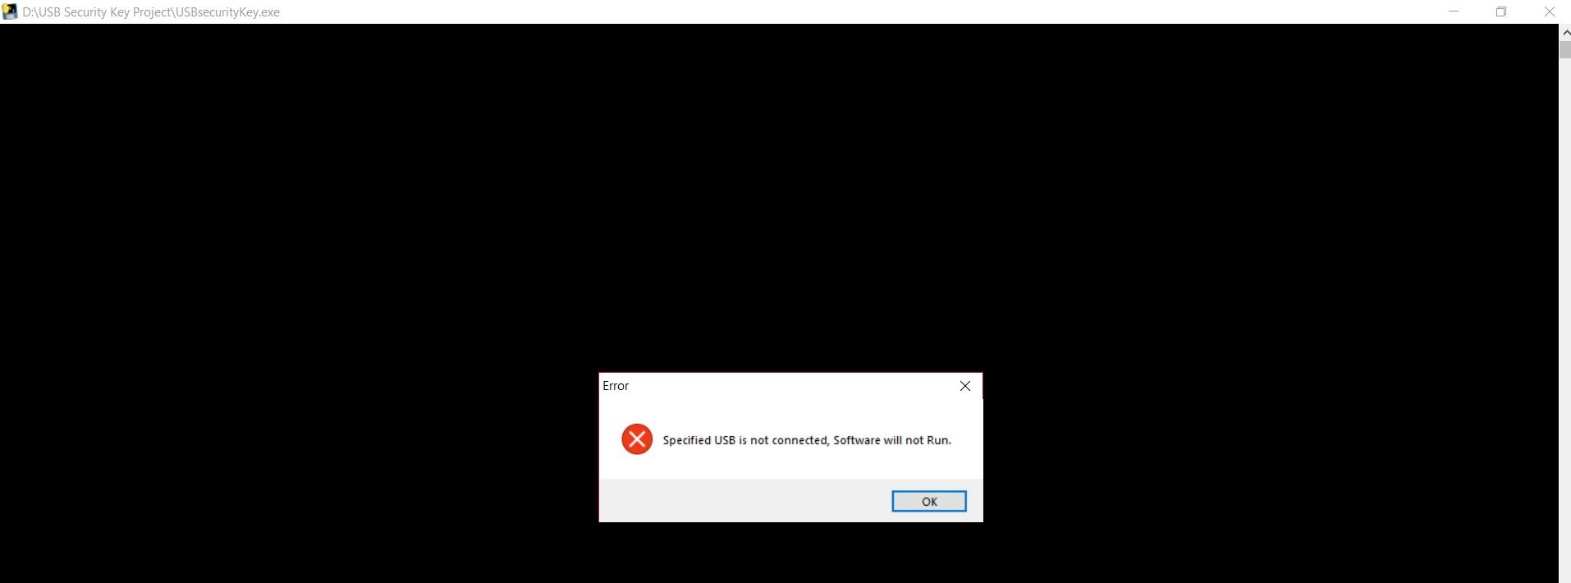 D:\USB Security Key Project\USBsecurityKey.exe
Error
Specified USB is not connected, Software will not Run.
OK